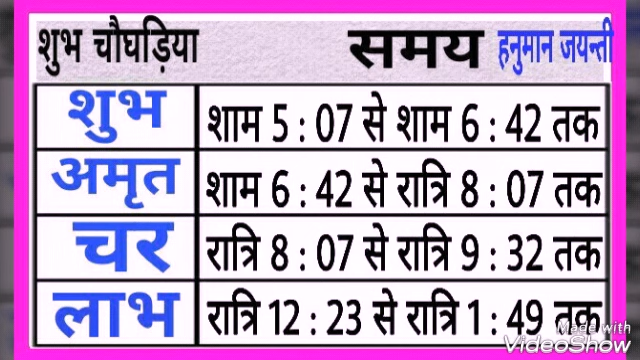 शुभ चौघड़िया समय हनुमान जयन्ती
शुभ शाम 5 : 07 से शाम 6 : 42 तक
अमृत शाम 6 : 42 से रात्रि 8 : 07 तक
चर रात्रि 8 : 07 से रात्रि 9 : 32 तक
लाभ रात्रि 12 : 23 से रात्रि 1 : 49 तक
Made with
VideoShow